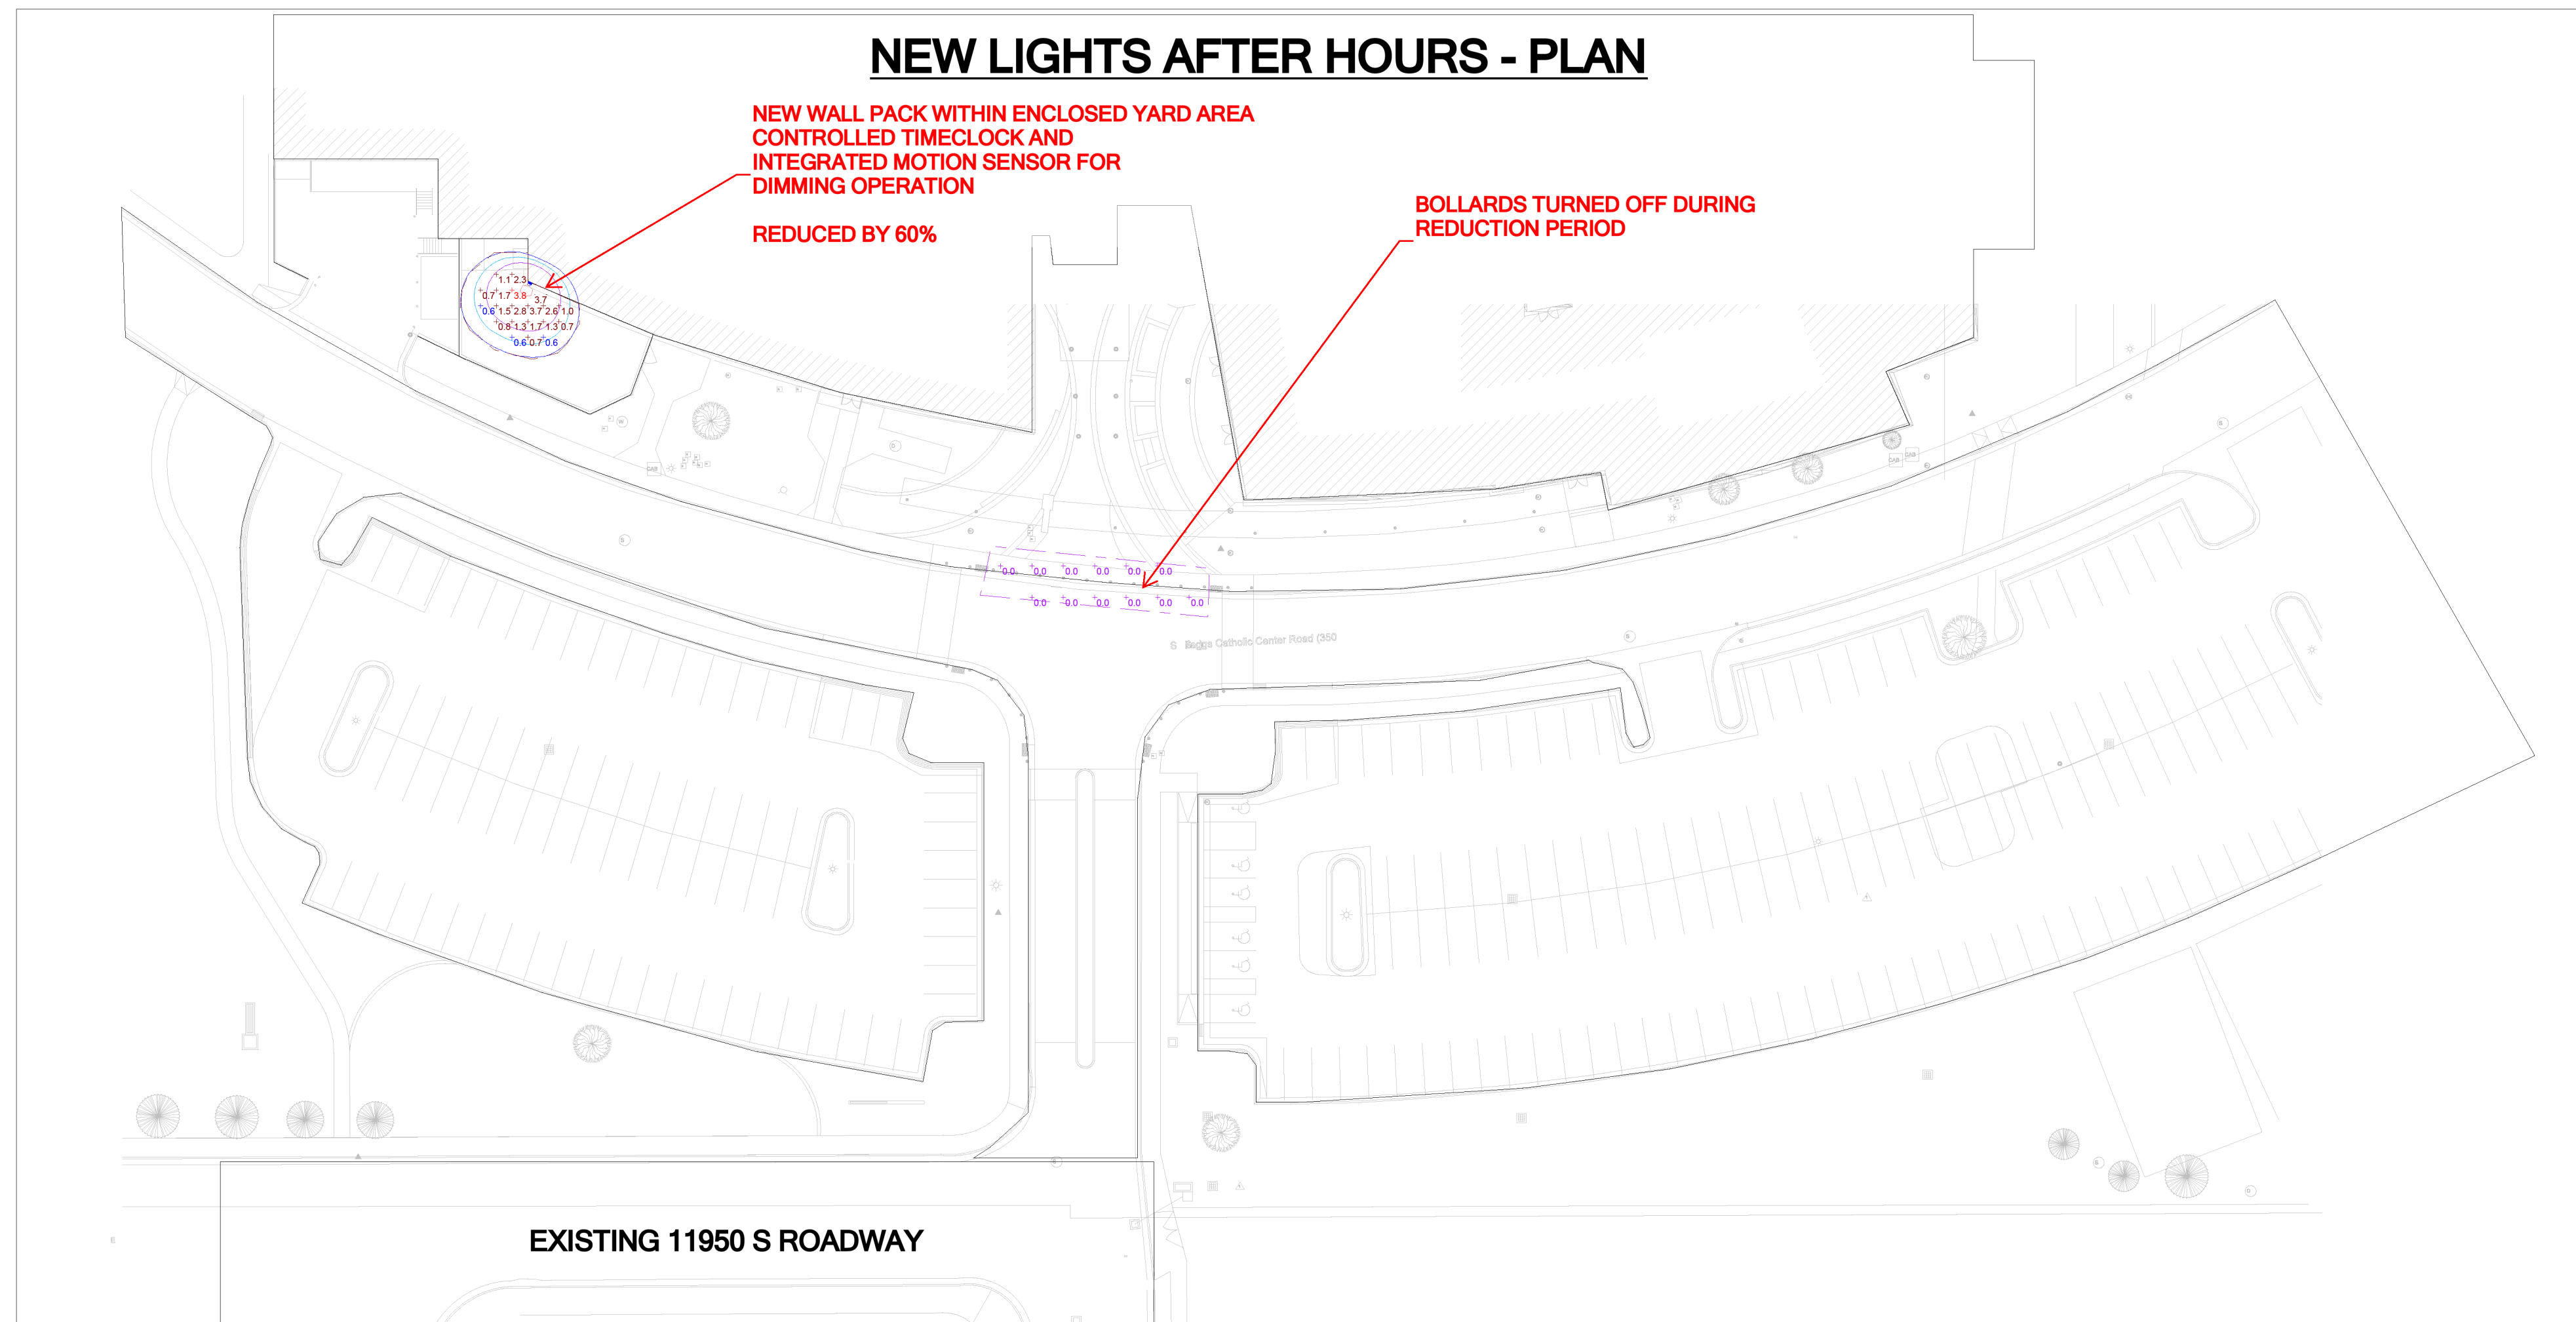 NEW LIGHTS AFTER HOURS - PLAN
NEW WALL PACK WITHIN ENCLOSED YARD AREA
CONTROLLED TIMECLOCK AND
INTEGRATED MOTION SENSOR FOR
DIMMING OPERATION
REDUCED BY 60%
BOLLARDS TURNED OFF DURING
REDUCTION PERIOD
1.1 2.3
0.7 1.7 3.8 3.7
0.6 1.5 2.8 3.7 2.6 1.0
0.8 1.3 1.7 1.3 0.7
0.6 0.7 0.6
CAB
CAB
CAB
0.0 0.0 0.0 0.0 0.0 0.0
0.0 0.0 0.0 0.0 0.0 0.0
S Baggs Catholic Center Road (350
EXISTING 11950 S ROADWAY